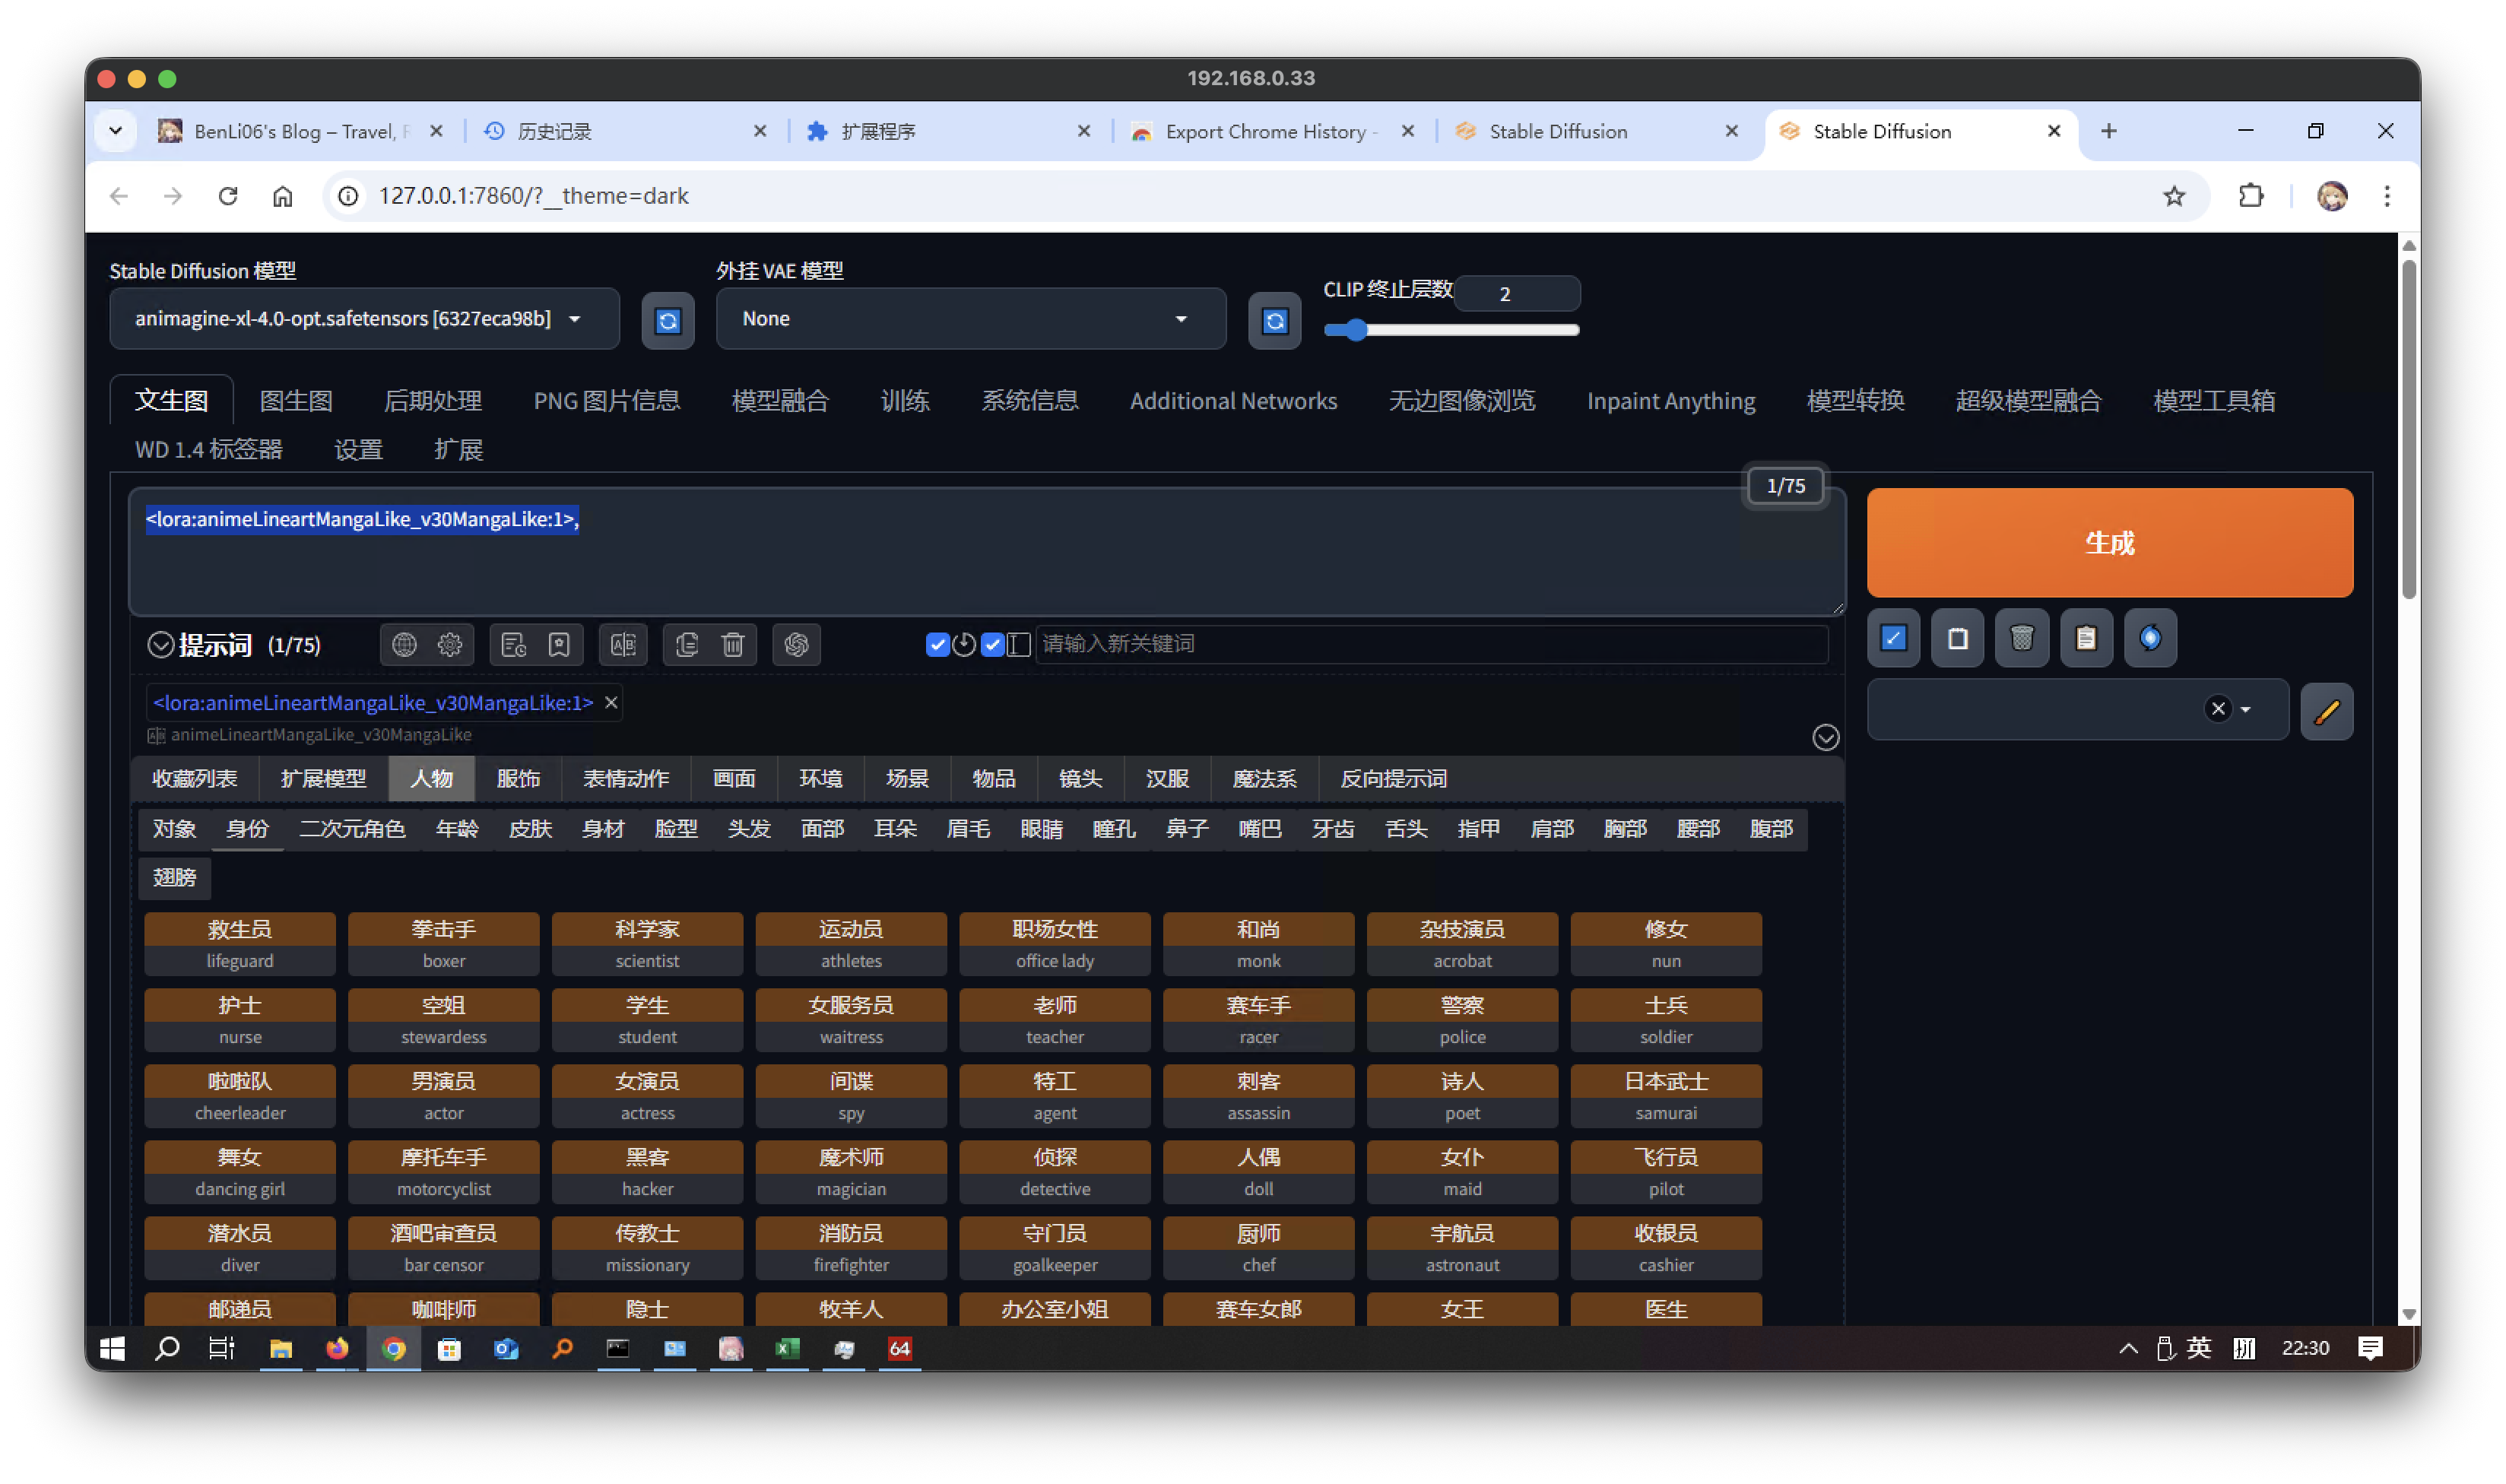 192.168.0.33
BenLi06's Blog – Travel,
历史记录
扩展程序
Export Chrome History -
Stable Diffusion
Stable Diffusion
127.0.0.1:7860/?__theme=dark
Stable Diffusion 模型
外挂 VAE 模型
CLIP 终止层数
2
animagine-xl-4.0-opt.safetensors [6327eca98b]
None
文生图 图生图 后期处理 PNG 图片信息 模型融合 训练 系统信息 Additional Networks 无边图像浏览 Inpaint Anything 模型转换 超级模型融合 模型工具箱
WD 1.4 标签器 设置 扩展
1/75
<lora:animeLineartMangaLike_v30MangaLike:1>,
生成
提示词 (1/75)
请输入新关键词
<lora:animeLineartMangaLike_v30MangaLike:1>
animeLineartMangaLike_v30MangaLike
收藏列表 扩展模型 人物 服饰 表情动作 画面 环境 场景 物品 镜头 汉服 魔法系 反向提示词
对象 身份 二次元角色 年龄 皮肤 身材 脸型 头发 面部 耳朵 眉毛 眼睛 瞳孔 鼻子 嘴巴 牙齿 舌头 指甲 肩部 胸部 腰部 腹部
翅膀
救生员 拳击手 科学家 运动员 职场女性 和尚 杂技演员 修女
lifeguard boxer scientist athletes office lady monk acrobat nun
护士 空姐 学生 女服务员 老师 赛车手 警察 士兵
nurse stewardess student waitress teacher racer police soldier
啦啦队 男演员 女演员 间谍 特工 刺客 诗人 日本武士
cheerleader actor actress spy agent assassin poet samurai
舞女 摩托车手 黑客 魔术师 侦探 人偶 女仆 飞行员
dancing girl motorcyclist hacker magician detective doll maid pilot
潜水员 酒吧审查员 传教士 消防员 守门员 厨师 宇航员 收银员
diver bar censor missionary firefighter goalkeeper chef astronaut cashier
邮递员 咖啡师 隐士 牧羊人 办公室小姐 赛车女郎 女王 医生
64
英
拼
22:30